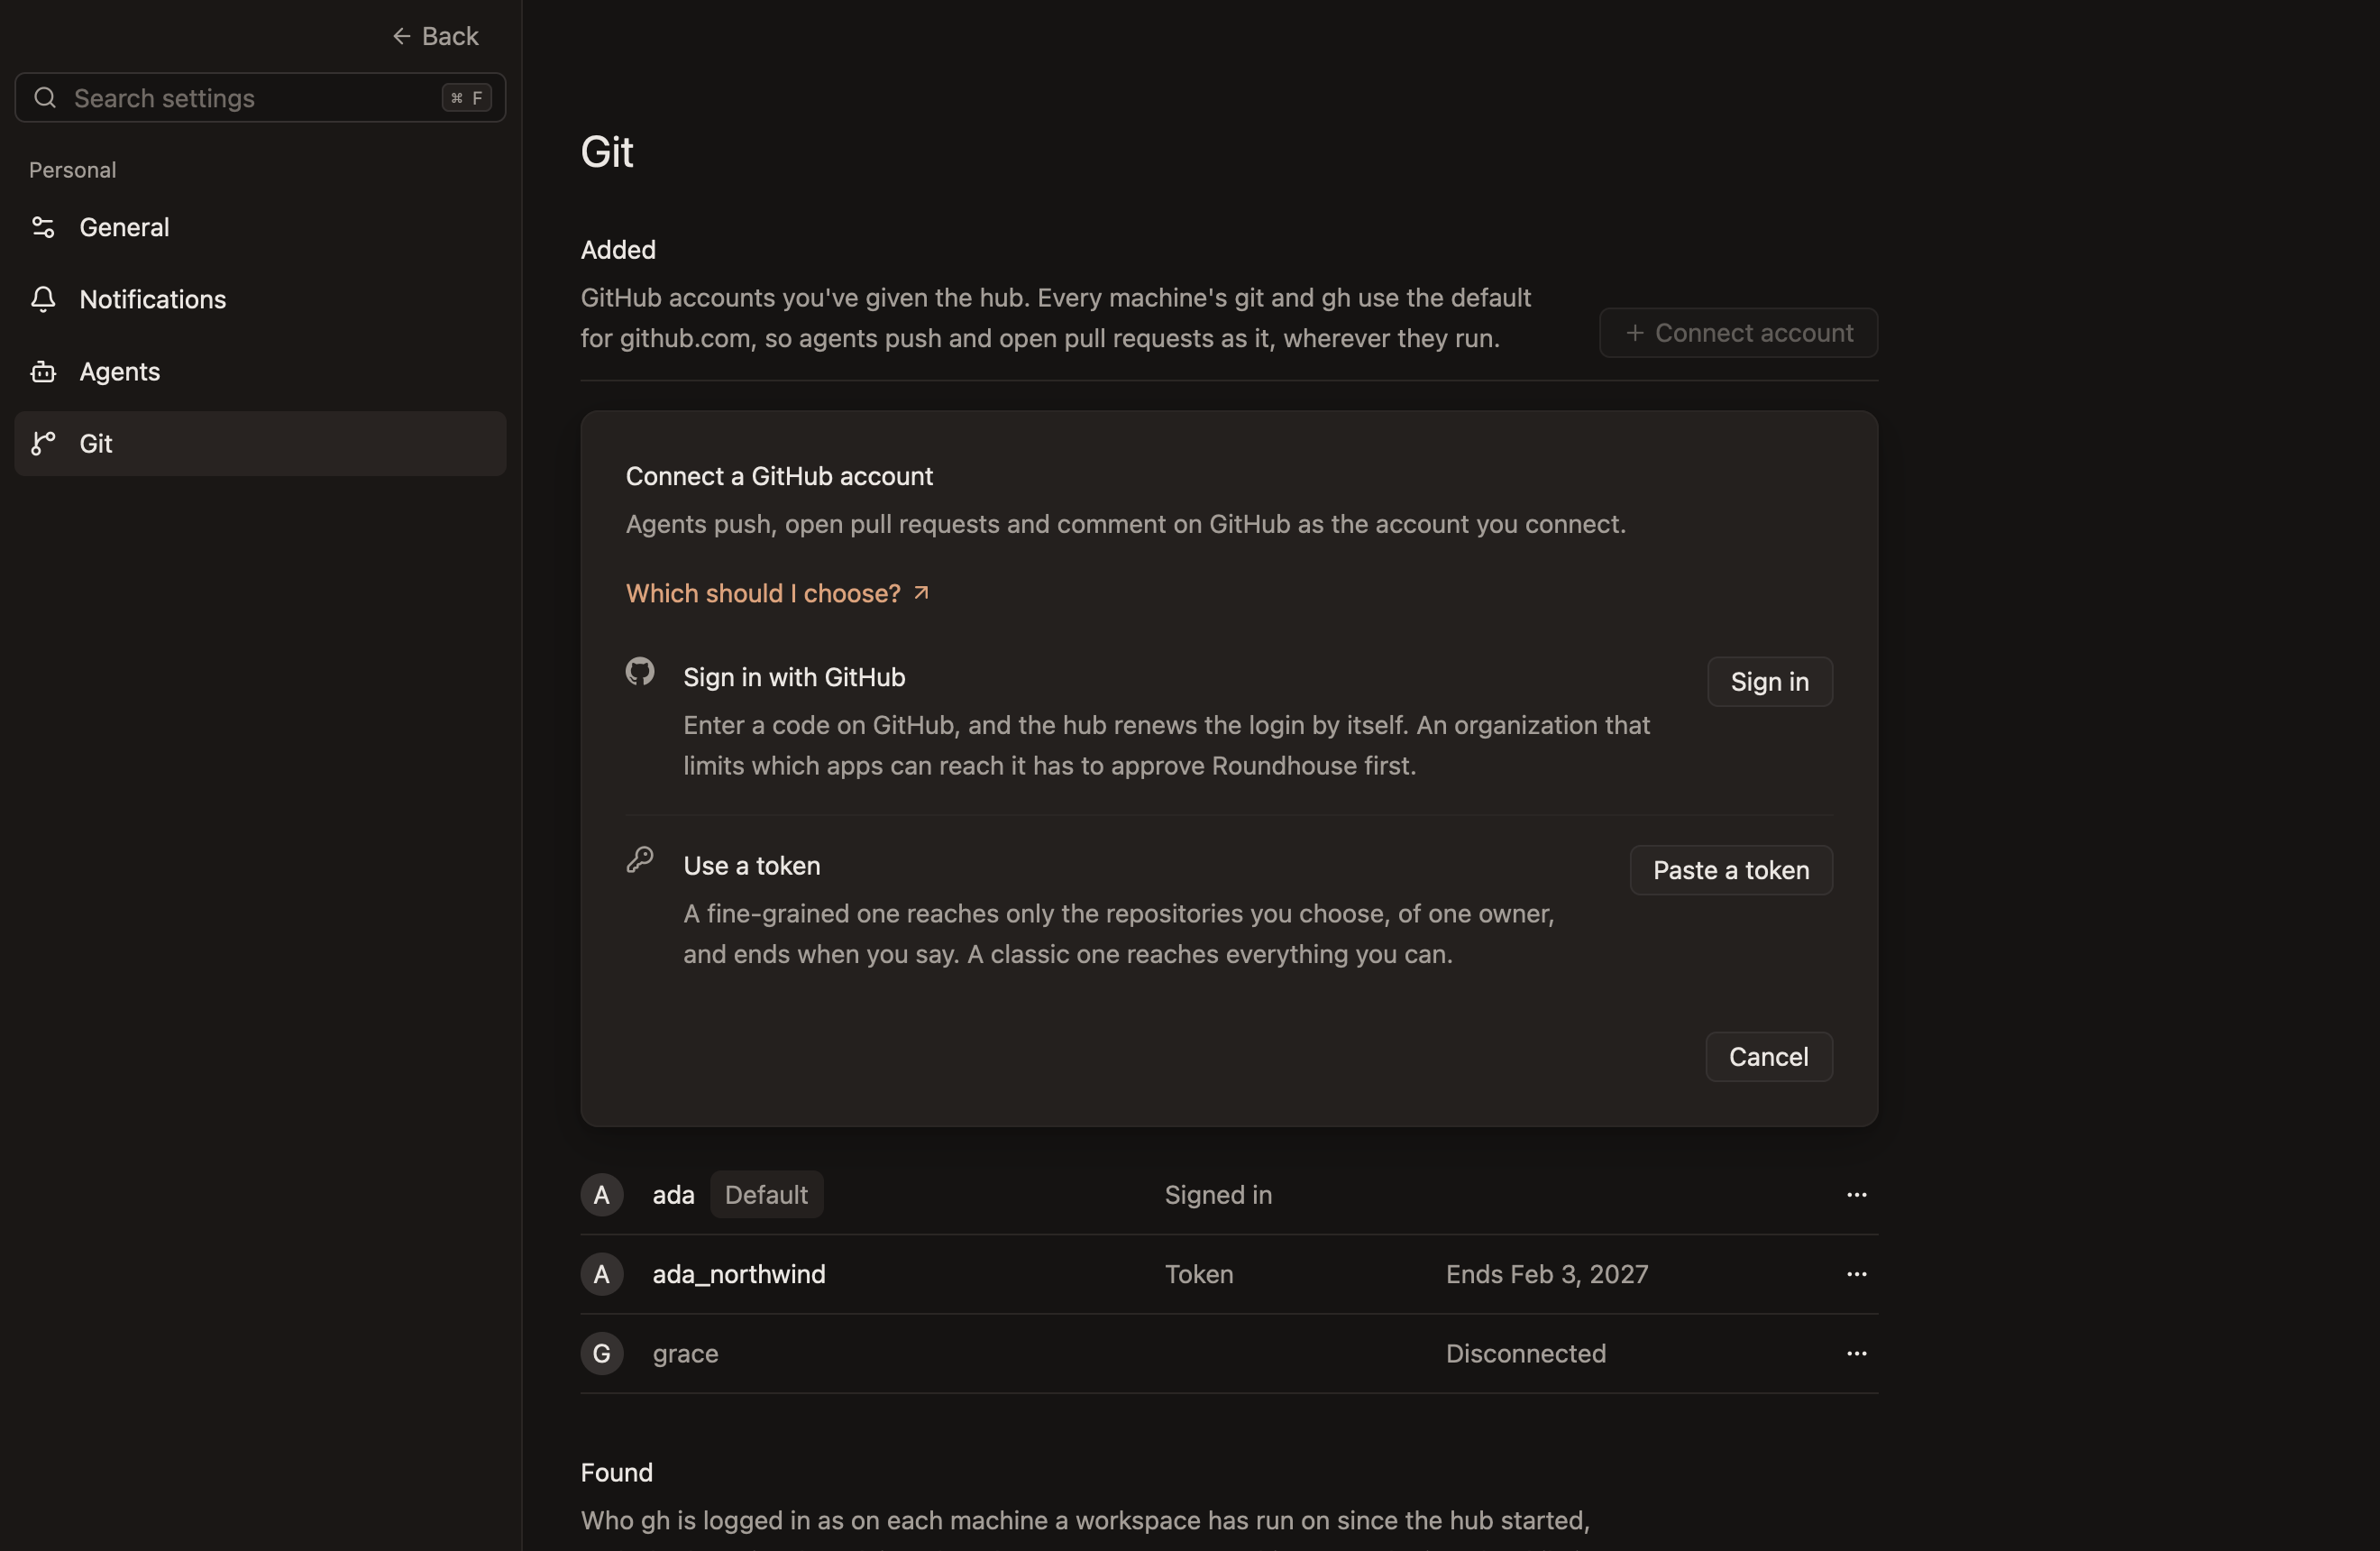 Back
Search settings
⌘ F
Personal
General
Notifications
Agents
Git
Git
Added
GitHub accounts you've given the hub. Every machine's git and gh use the default
for github.com, so agents push and open pull requests as it, wherever they run.
Connect account
Connect a GitHub account
Agents push, open pull requests and comment on GitHub as the account you connect.
Which should I choose?
Sign in with GitHub
Sign in
Enter a code on GitHub, and the hub renews the login by itself. An organization that
limits which apps can reach it has to approve Roundhouse first.
Use a token
Paste a token
A fine-grained one reaches only the repositories you choose, of one owner,
and ends when you say. A classic one reaches everything you can.
Cancel
A ada Default Signed in
A ada_northwind Token Ends Feb 3, 2027
G grace Disconnected
Found
Who gh is logged in as on each machine a workspace has run on since the hub started,